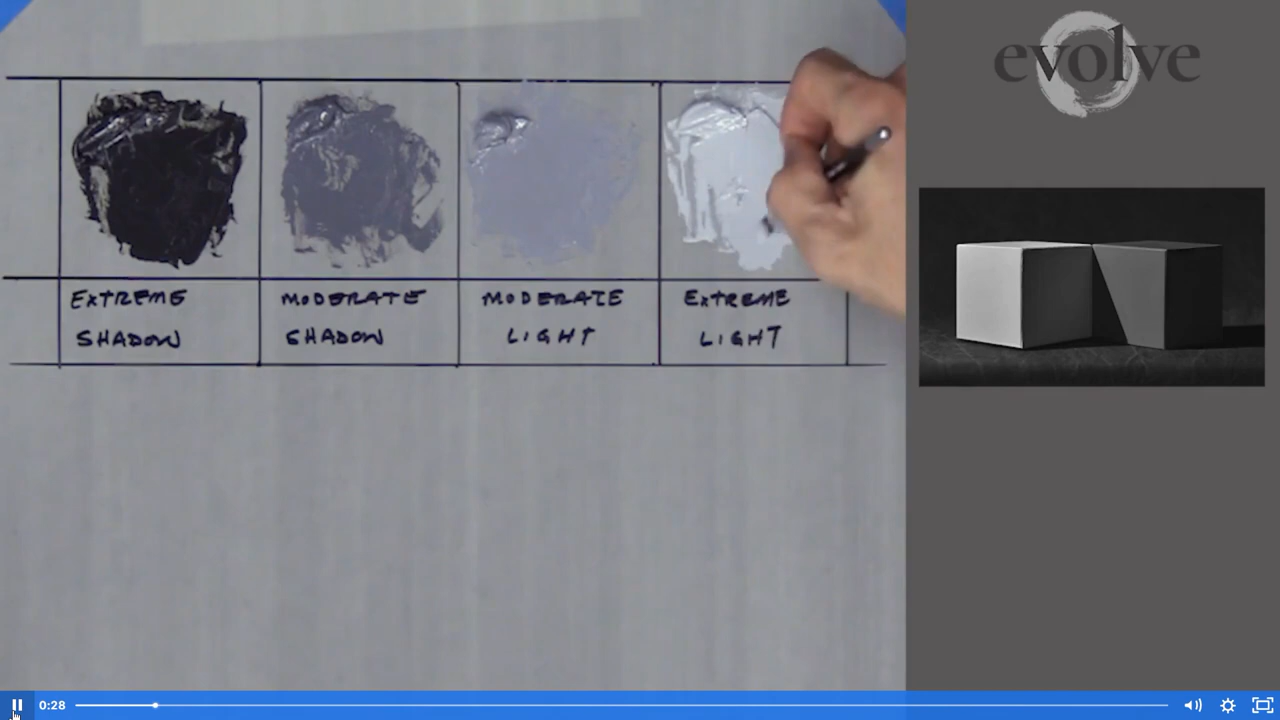 evolve
EXTREME
SHADOW
MODERATE
SHADOW
MODERATE
LIGHT
EXTREME
LIGHT
0:28